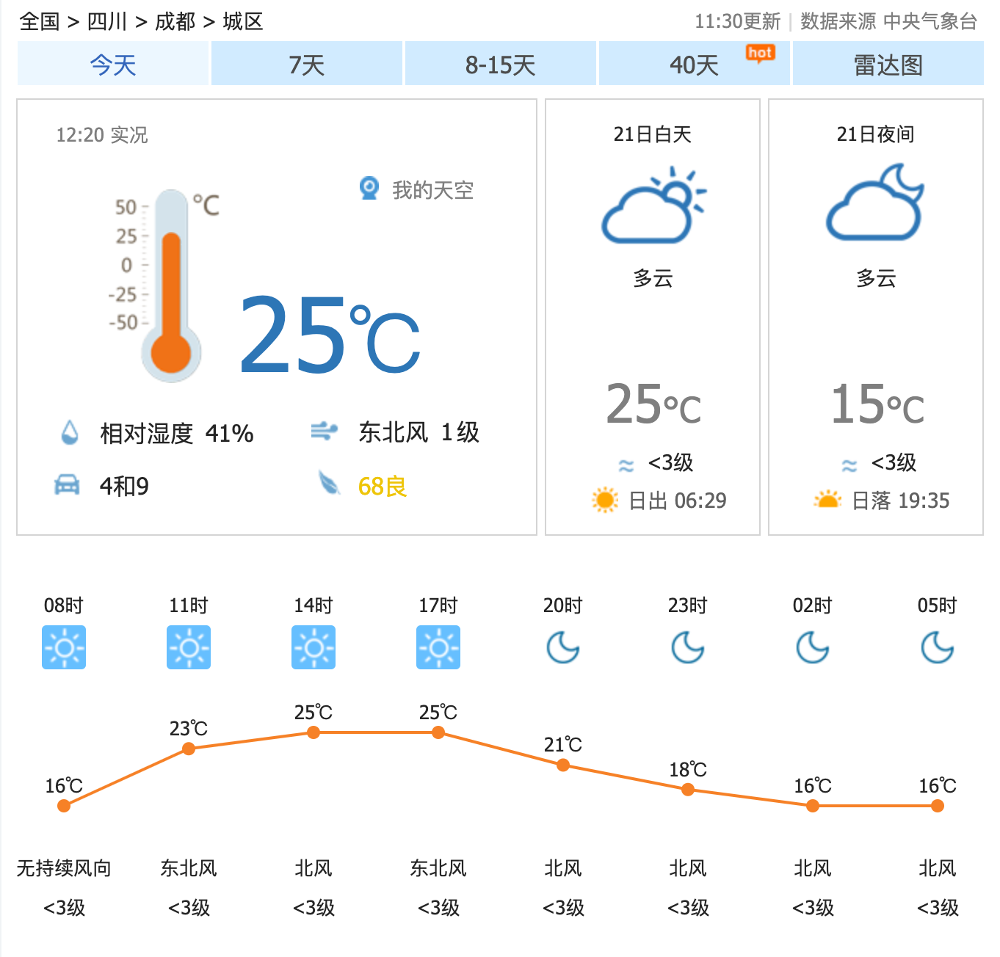 全国 > 四川 > 成都 > 城区
11:30更新 | 数据来源 中央气象台
今天
7天
8-15天
40天
hot
雷达图
12:20 实况
我的天空
℃
50
25
0
-25
-50
25℃
相对湿度 41%
东北风 1级
4和9
68良
21日白天
多云
25℃
<3级
日出 06:29
21日夜间
多云
15℃
<3级
日落 19:35
08时 11时 14时 17时 20时 23时 02时 05时
16℃ 23℃ 25℃ 25℃ 21℃ 18℃ 16℃ 16℃
无持续风向 东北风 北风 东北风 北风 北风 北风 北风
<3级 <3级 <3级 <3级 <3级 <3级 <3级 <3级